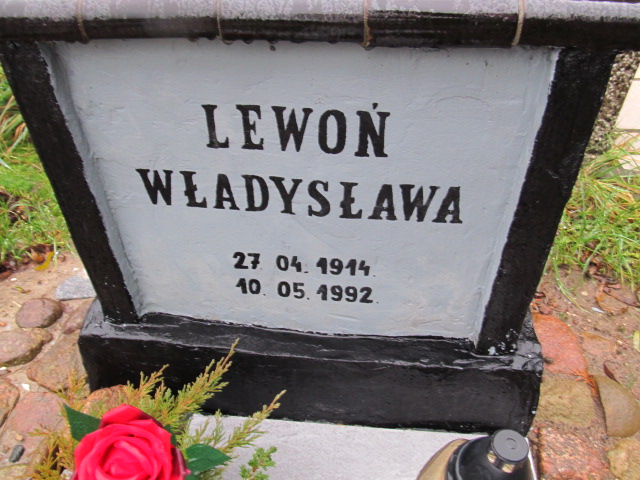 LEWOŃ
WŁADYSŁAWA
27. 04. 1914.
10. 05. 1992.